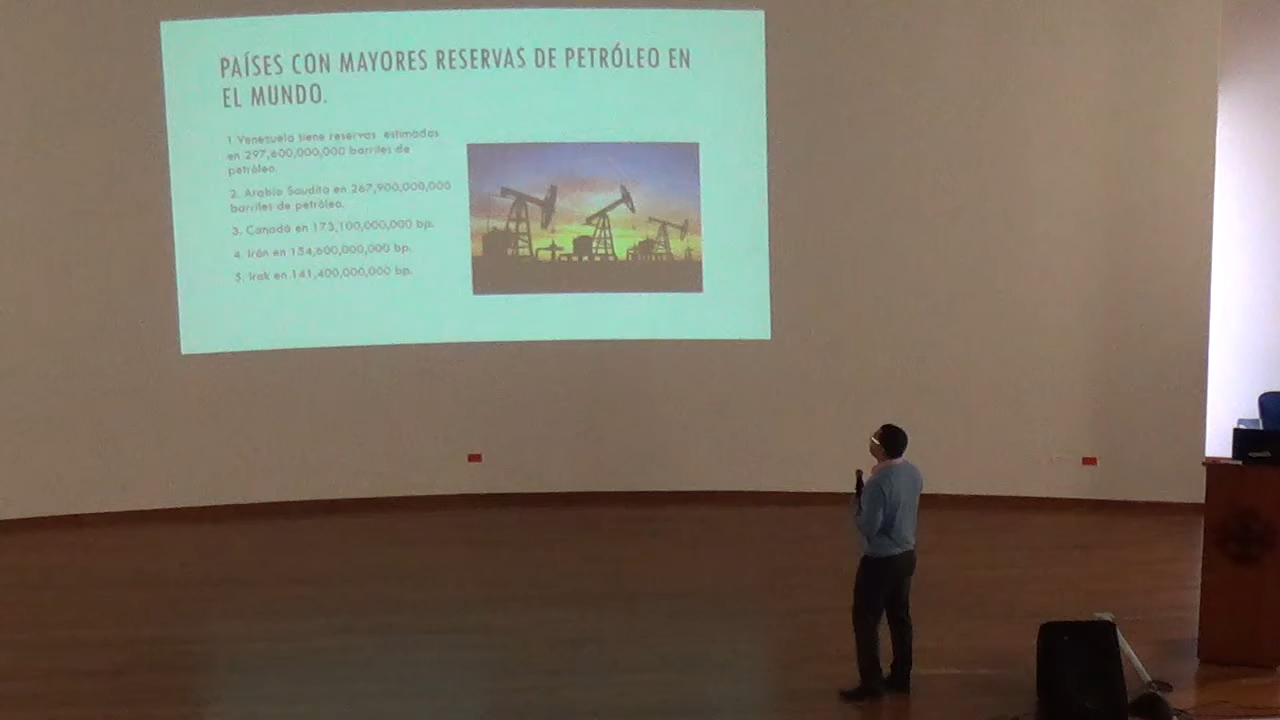 PAÍSES CON MAYORES RESERVAS DE PETRÓLEO EN
EL MUNDO.
1 Venezuela tiene reservas estimadas
en 297,600,000,000 barriles de
petróleo.
2. Arabia Saudita en 267,900,000,000
barriles de petróleo.
3. Canadá en 173,100,000,000 bp.
4. Irán en 154,600,000,000 bp.
5. Irak en 141,400,000,000 bp.